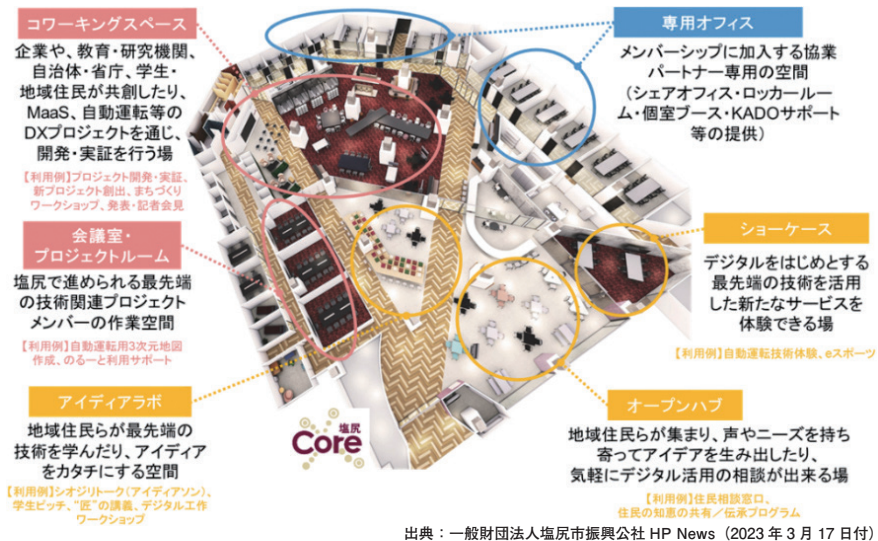 コワーキングスペース
企業や、教育・研究機関、
自治体・省庁、学生・
地域住民が共創したり、
MaaS、自動運転等の
DXプロジェクトを通じ、
開発・実証を行う場
【利用例】プロジェクト開発・実証、
新プロジェクト創出、まちづくり
ワークショップ、発表・記者会見
会議室・
プロジェクトルーム
塩尻で進められる最先端
の技術関連プロジェクト
メンバーの作業空間
【利用例】自動運転用3次元地図
作成、のるーと利用サポート
アイディアラボ
地域住民らが最先端の
技術を学んだり、アイディア
をカタチにする空間
【利用例】シオジリトーク(アイディアソン)、
学生ピッチ、“匠”の講義、デジタル工作
ワークショップ
塩尻
Core
専用オフィス
メンバーシップに加入する協業
パートナー専用の空間
(シェアオフィス・ロッカールー
ム・個室ブース・KADOサポート
等の提供)
ショーケース
デジタルをはじめとする
最先端の技術を活用
した新たなサービスを
体験できる場
【利用例】自動運転技術体験、eスポーツ
オープンハブ
地域住民らが集まり、声やニーズを持ち
寄ってアイデアを生み出したり、
気軽にデジタル活用の相談が出来る場
【利用例】住民相談窓口、
住民の知恵の共有/伝承プログラム
出典:一般財団法人塩尻市振興公社 HP News(2023 年 3 月 17 日付)